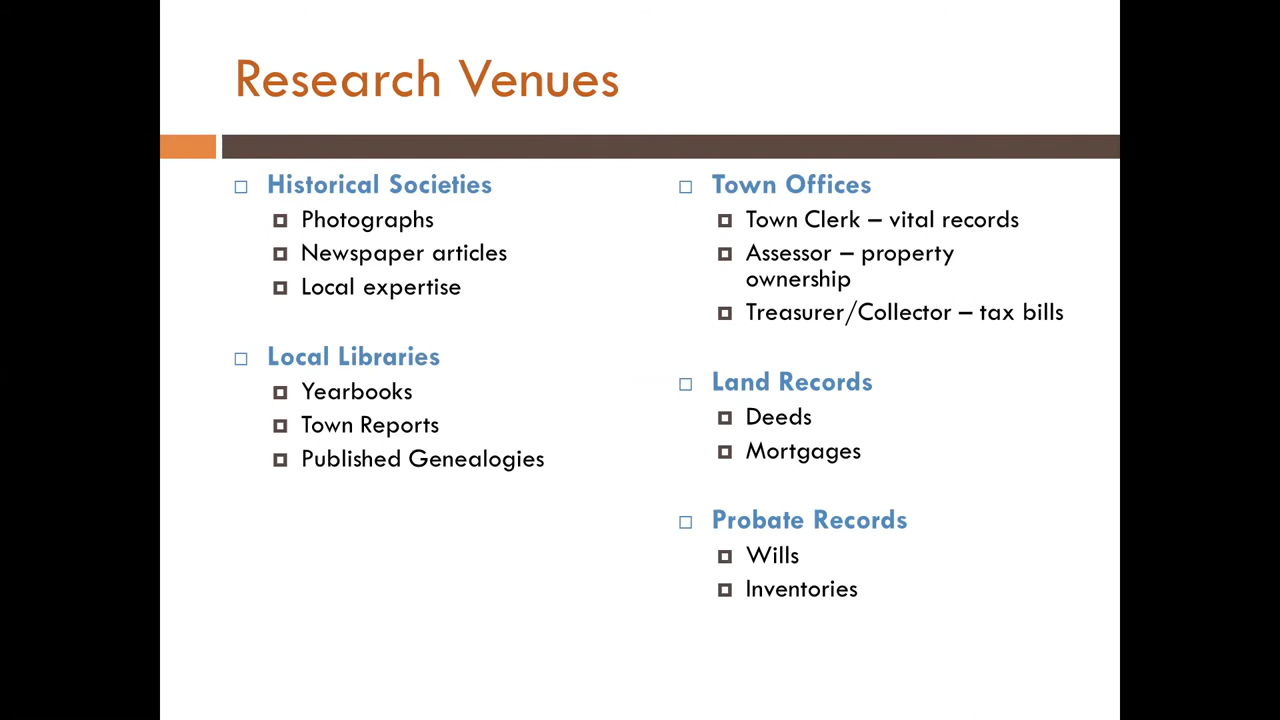 Research Venues
Historical Societies
Photographs
Newspaper articles
Local expertise
Local Libraries
Yearbooks
Town Reports
Published Genealogies
Town Offices
Town Clerk – vital records
Assessor – property
ownership
Treasurer/Collector – tax bills
Land Records
Deeds
Mortgages
Probate Records
Wills
Inventories